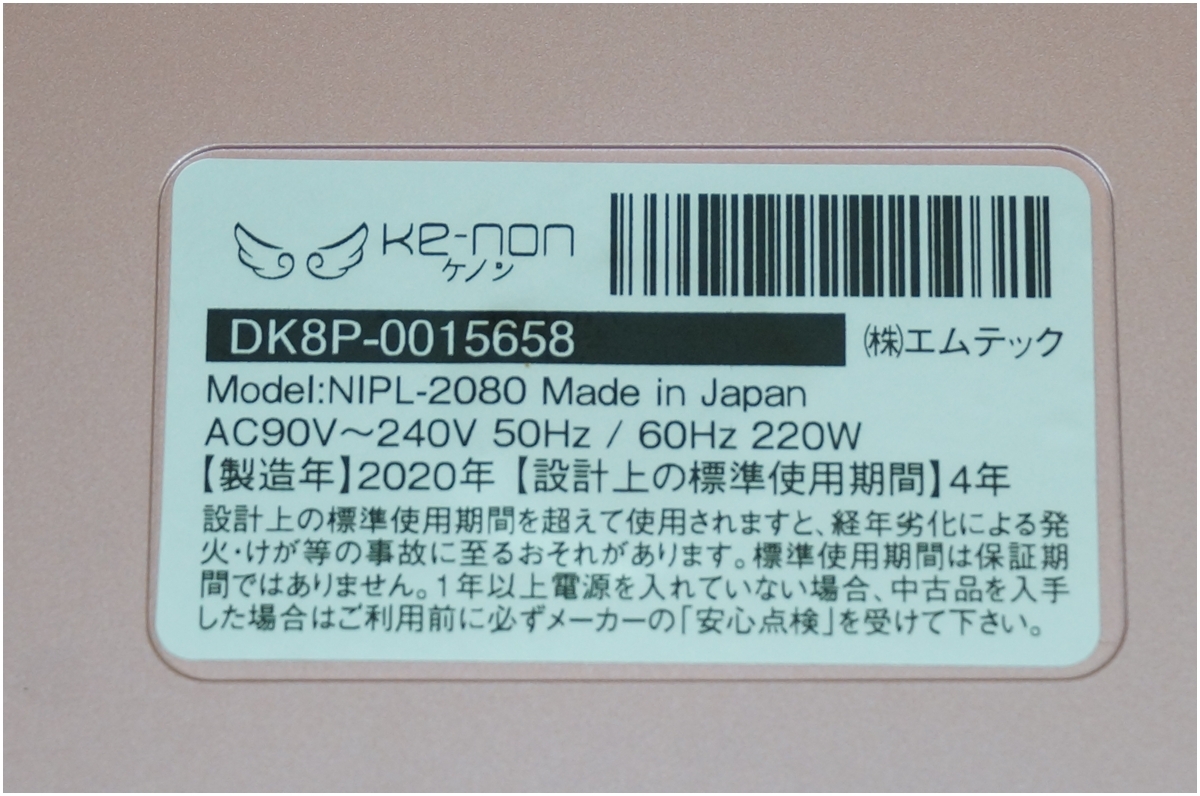 ke-non
ケノン
DK8P-0015658
㈱エムテック
Model:NIPL-2080 Made in Japan
AC90V～240V 50Hz / 60Hz 220W
【製造年】2020年【設計上の標準使用期間】4年
設計上の標準使用期間を超えて使用されますと、経年劣化による発
火・けが等の事故に至るおそれがあります。標準使用期間は保証期
間ではありません。1年以上電源を入れていない場合、中古品を入手
した場合はご利用前に必ずメーカーの「安心点検」を受けて下さい。